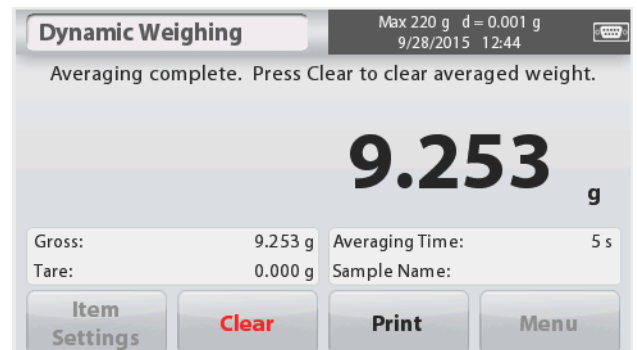 Dynamic Weighing
Max 220 g d = 0.001 g
9/28/2015 12:44
Averaging complete. Press Clear to clear averaged weight.
9.253 g
Gross: 9.253 g Averaging Time: 5 s
Tare: 0.000 g Sample Name:
Item Settings Clear Print Menu